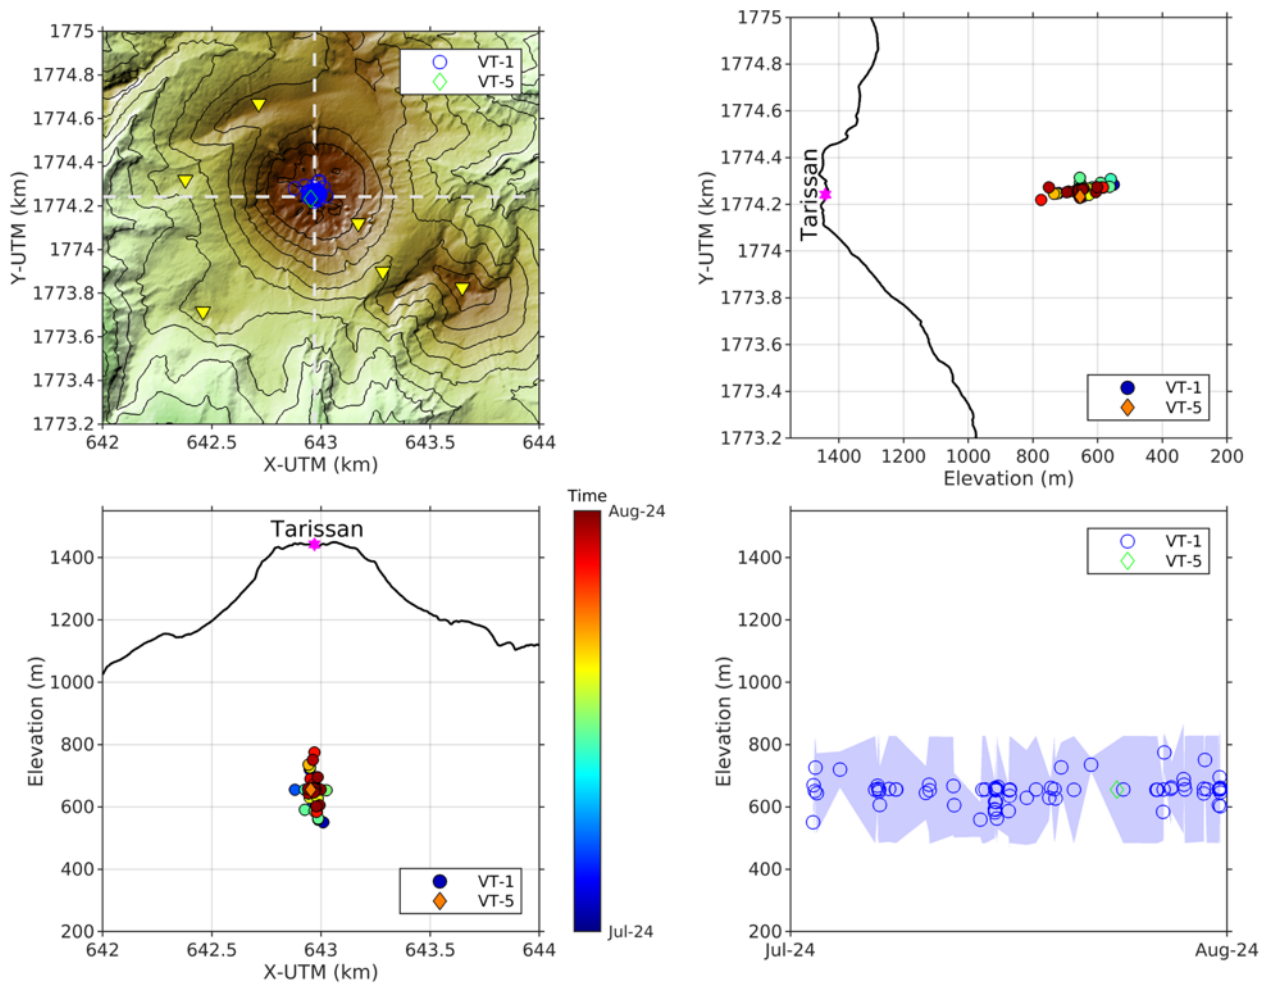 1775
1774.8
1774.6
1774.4
1774.2
1774
1773.8
1773.6
1773.4
1773.2
Y-UTM (km)
642
642.5
643
643.5
644
X-UTM (km)
VT-1
VT-5
1775
1774.8
1774.6
1774.4
1774.2
1774
1773.8
1773.6
1773.4
1773.2
Y-UTM (km)
Tarissan
1400
1200
1000
800
600
400
200
Elevation (m)
VT-1
VT-5
Tarissan
1400
1200
1000
800
600
400
200
Elevation (m)
642
642.5
643
643.5
644
X-UTM (km)
VT-1
VT-5
Time
Aug-24
Jul-24
1400
1200
1000
800
600
400
200
Elevation (m)
Jul-24
Aug-24
VT-1
VT-5